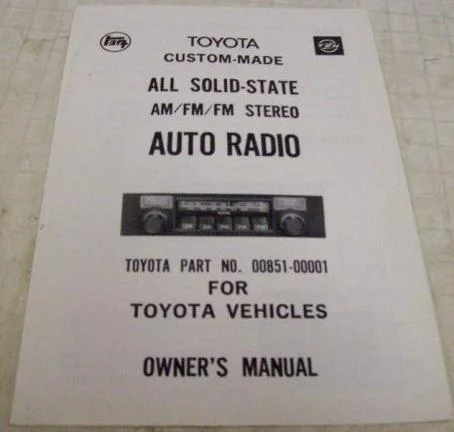 TOYOTA
CUSTOM-MADE
ALL SOLID-STATE
AM/FM/FM STEREO
AUTO RADIO
TOYOTA PART NO. 00851-00001
FOR
TOYOTA VEHICLES
OWNER'S MANUAL